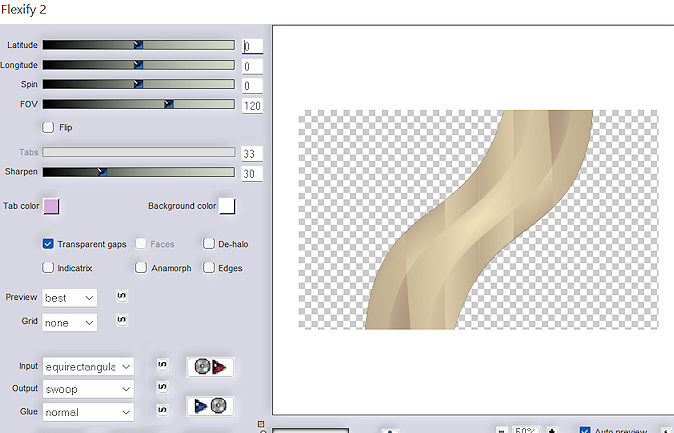 Flexify 2
Latitude 0
Longitude 0
Spin 0
FOV 120
Flip
Tabs 33
Sharpen 30
Tab color Background color
Transparent gaps Faces De-halo
Indicatrix Anamorph Edges
Preview best
Grid none
Input equirectangula
Output swoop
Glue normal
50% Auto preview